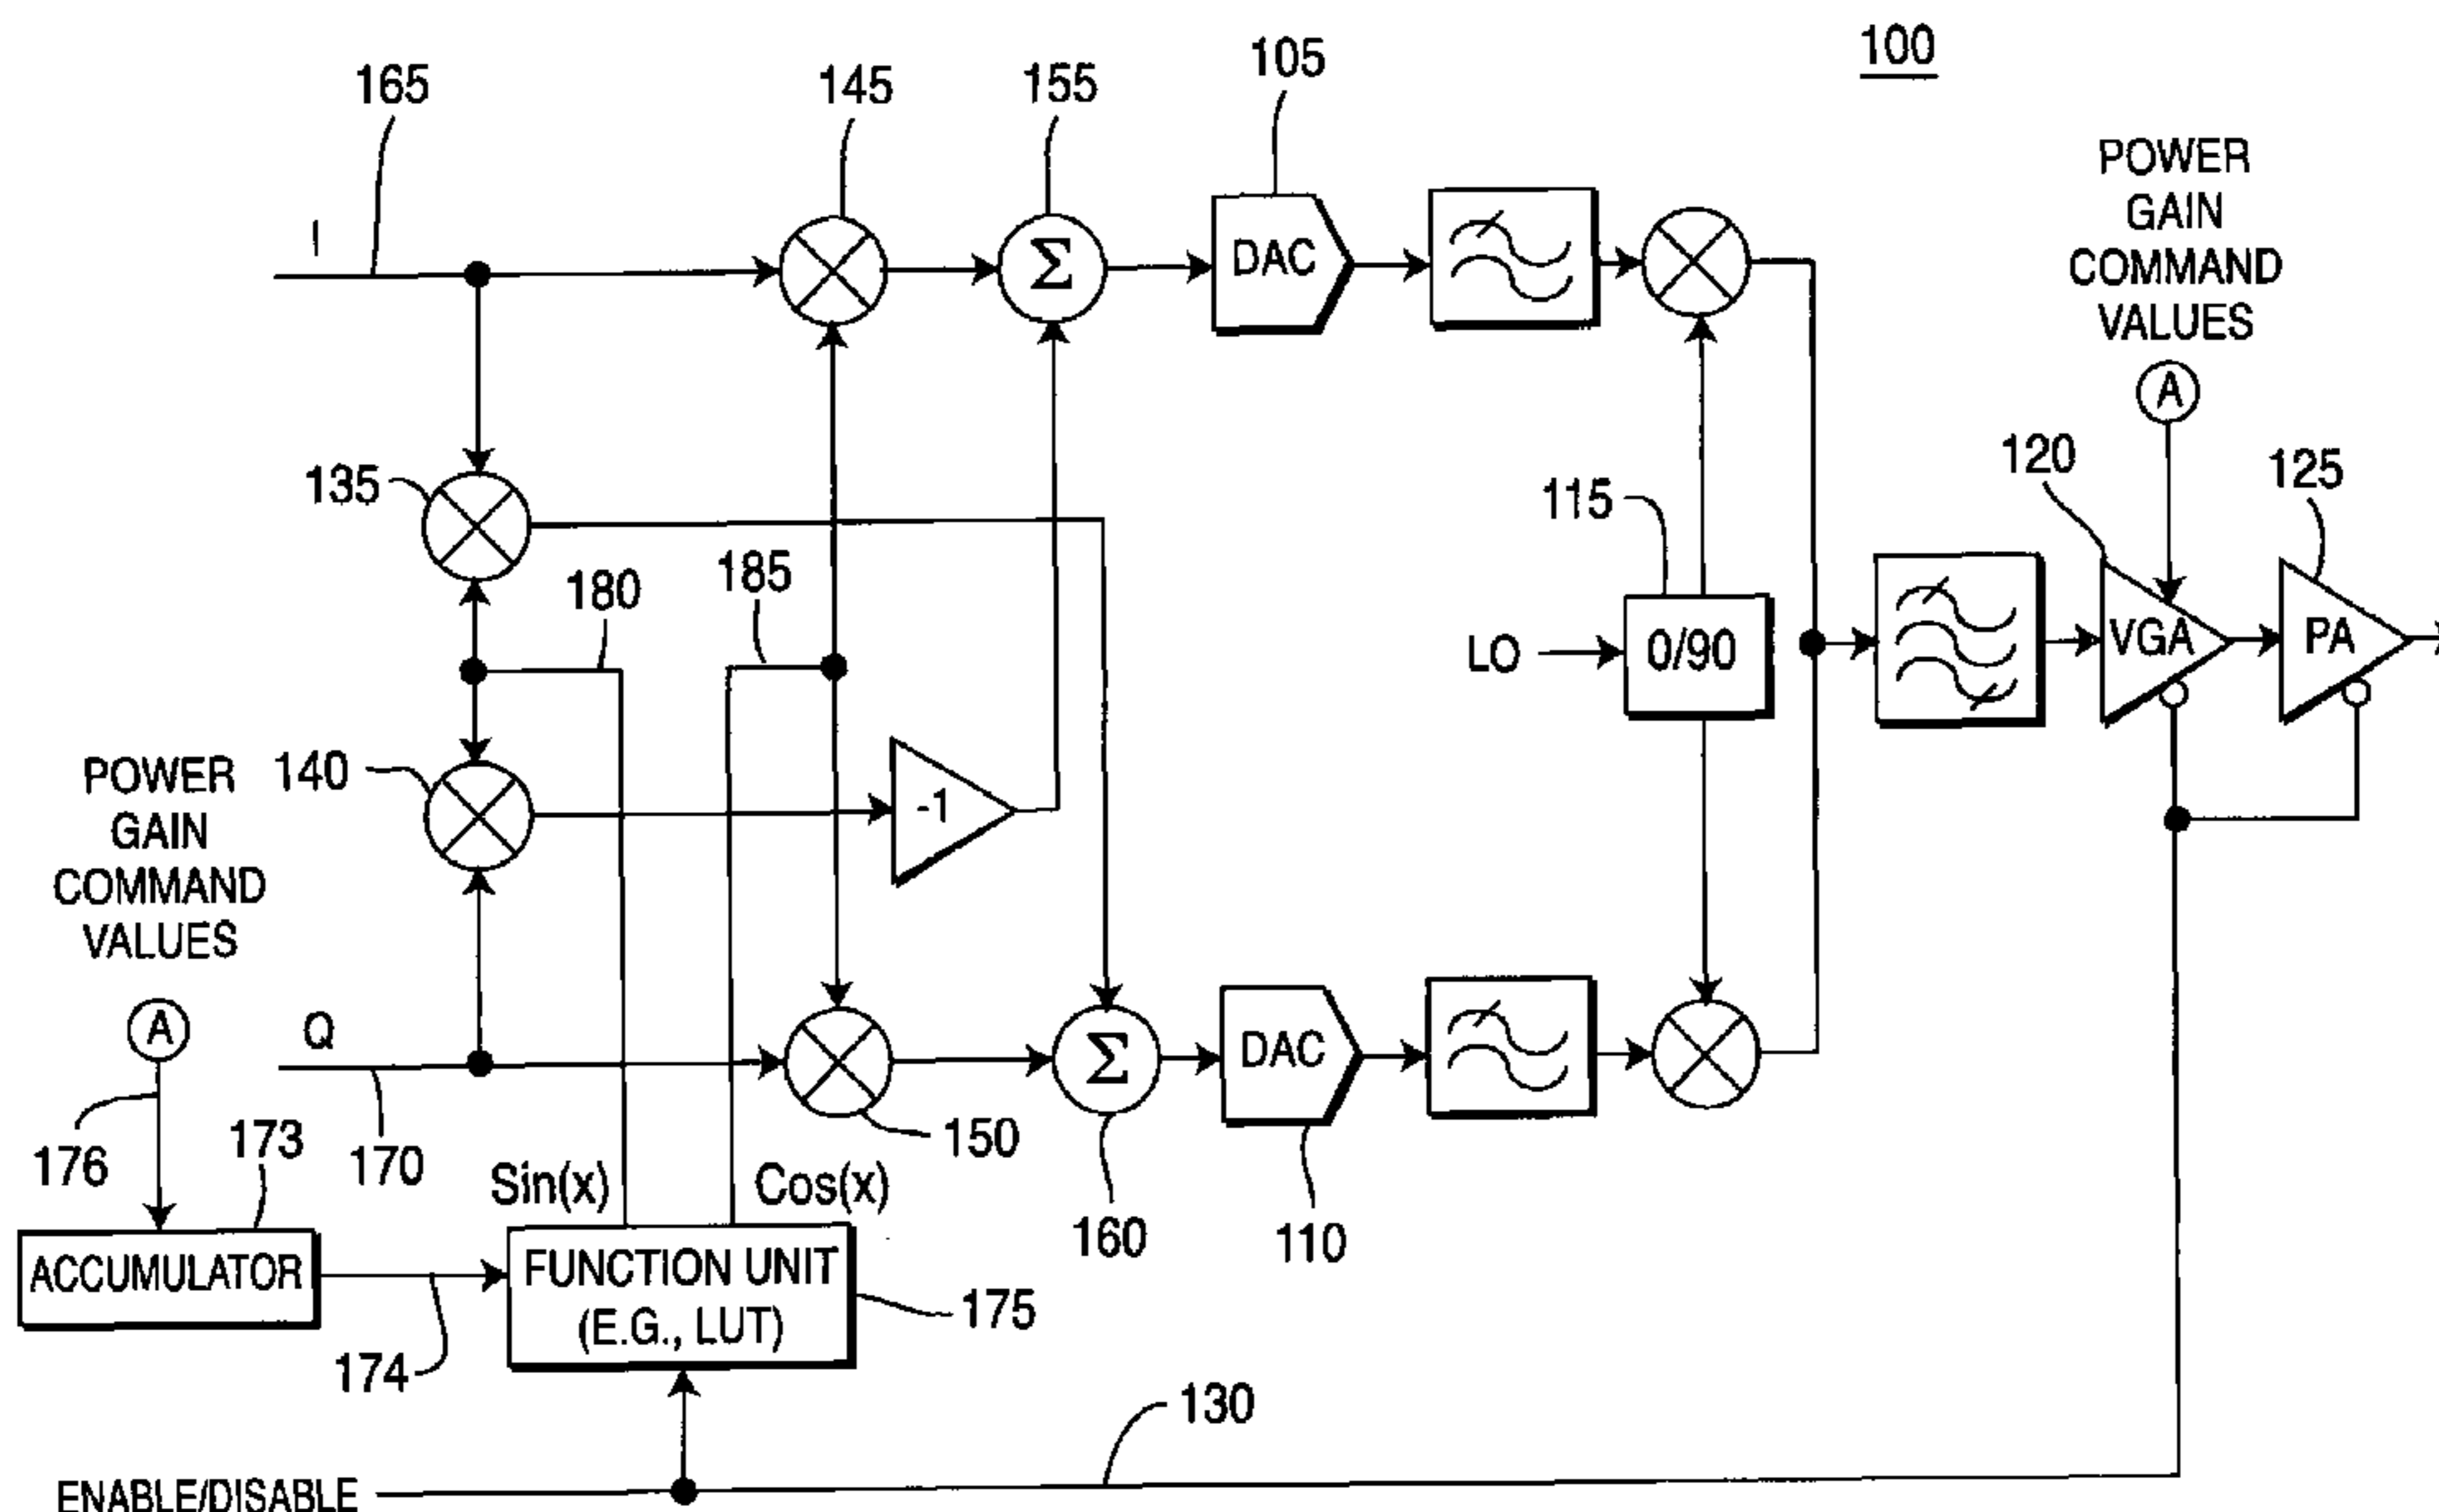 100
165
145
155
105
POWER
GAIN
COMMAND
VALUES
I
Σ
DAC
A
135
180
185
115
120
125
LO
0/90
VGA
PA
POWER
GAIN
COMMAND
VALUES
140
-1
A
Q
Σ
DAC
176
173
170
150
Sin(x)
Cos(x)
160
110
ACCUMULATOR
FUNCTION UNIT
(E.G., LUT)
175
174
130
ENABLE/DISABLE